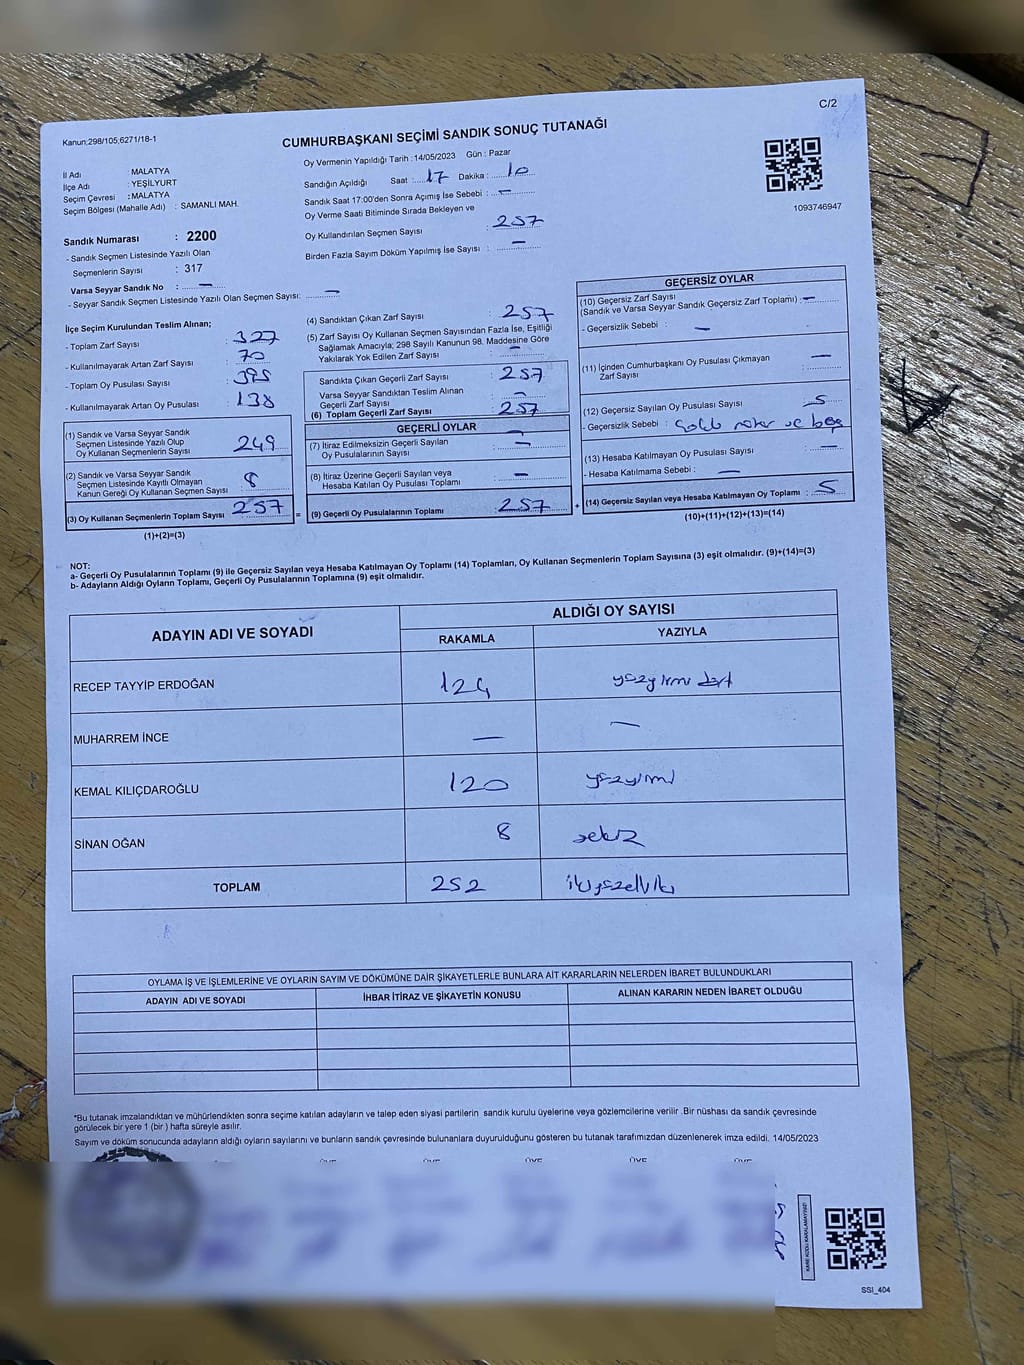 C/2
Kanun;298/105;6271/18-1
CUMHURBAŞKANI SEÇİMİ SANDIK SONUÇ TUTANAĞI
İl Adı : MALATYA
İlçe Adı : YEŞİLYURT
Seçim Çevresi : MALATYA
Seçim Bölgesi (Mahalle Adı) : SAMANLI MAH.
Oy Vermenin Yapıldığı Tarih :14/05/2023 Gün : Pazar
Sandığın Açıldığı Saat : 17 Dakika : 10
Sandık Saat 17:00'den Sonra Açımış İse Sebebi : —
Oy Verme Saati Bitiminde Sırada Bekleyen ve
Oy Kullandırılan Seçmen Sayısı : 257
Birden Fazla Sayım Döküm Yapılmış İse Sayısı : —
1093746947
Sandık Numarası : 2200
- Sandık Seçmen Listesinde Yazılı Olan
Seçmenlerin Sayısı : 317
Varsa Seyyar Sandık No : —
- Seyyar Sandık Seçmen Listesinde Yazılı Olan Seçmen Sayısı: —
İlçe Seçim Kurulundan Teslim Alınan;
- Toplam Zarf Sayısı : 327
- Kullanılmayarak Artan Zarf Sayısı : 70
- Toplam Oy Pusulası Sayısı : 395
- Kullanılmayarak Artan Oy Pusulası : 138
(1) Sandık ve Varsa Seyyar Sandık
Seçmen Listesinde Yazılı Olup
Oy Kullanan Seçmenlerin Sayısı : 249
(2) Sandık ve Varsa Seyyar Sandık
Seçmen Listesinde Kayıtlı Olmayan
Kanun Gereği Oy Kullanan Seçmen Sayısı : 8
(3) Oy Kullanan Seçmenlerin Toplam Sayısı : 257
(1)+(2)=(3)
(4) Sandıktan Çıkan Zarf Sayısı : 257
(5) Zarf Sayısı Oy Kullanan Seçmen Sayısından Fazla İse, Eşitliği
Sağlamak Amacıyla; 298 Sayılı Kanunun 98. Maddesine Göre
Yakılarak Yok Edilen Zarf Sayısı : —
Sandıkta Çıkan Geçerli Zarf Sayısı : 257
Varsa Seyyar Sandıktan Teslim Alınan
Geçerli Zarf Sayısı : —
(6) Toplam Geçerli Zarf Sayısı : 257
GEÇERLİ OYLAR
(7) İtiraz Edilmeksizin Geçerli Sayılan
Oy Pusulalarının Sayısı : —
(8) İtiraz Üzerine Geçerli Sayılan veya
Hesaba Katılan Oy Pusulası Toplamı : —
= (9) Geçerli Oy Pusulalarının Toplamı : 257
GEÇERSİZ OYLAR
(10) Geçersiz Zarf Sayısı
(Sandık ve Varsa Seyyar Sandık Geçersiz Zarf Toplamı) : —
- Geçersizlik Sebebi : —
(11) İçinden Cumhurbaşkanı Oy Pusulası Çıkmayan
Zarf Sayısı : —
(12) Geçersiz Sayılan Oy Pusulası Sayısı : 5
- Geçersizlik Sebebi : ve boş
(13) Hesaba Katılmayan Oy Pusulası Sayısı : —
- Hesaba Katılmama Sebebi : —
+ (14) Geçersiz Sayılan veya Hesaba Katılmayan Oy Toplamı : 5
(10)+(11)+(12)+(13)=(14)
NOT:
a- Geçerli Oy Pusulalarının Toplamı (9) ile Geçersiz Sayılan veya Hesaba Katılmayan Oy Toplamı (14) Toplamları, Oy Kullanan Seçmenlerin Toplam Sayısına (3) eşit olmalıdır. (9)+(14)=(3)
b- Adayların Aldığı Oyların Toplamı, Geçerli Oy Pusulalarının Toplamına (9) eşit olmalıdır.
ADAYIN ADI VE SOYADI
ALDIĞI OY SAYISI
RAKAMLA YAZIYLA
RECEP TAYYİP ERDOĞAN 124 yüzyirmi dört
MUHARREM İNCE — —
KEMAL KILIÇDAROĞLU 120 yüzyirmi
SİNAN OĞAN 8 sekiz
TOPLAM 252 ikiyüzelliiki
OYLAMA İŞ VE İŞLEMLERİNE VE OYLARIN SAYIM VE DÖKÜMÜNE DAİR ŞİKAYETLERLE BUNLARA AİT KARARLARIN NELERDEN İBARET BULUNDUKLARI
ADAYIN ADI VE SOYADI İHBAR İTİRAZ VE ŞİKAYETİN KONUSU ALINAN KARARIN NEDEN İBARET OLDUĞU
*Bu tutanak imzalandıktan ve mühürlendikten sonra seçime katılan adayların ve talep eden siyasi partilerin sandık kurulu üyelerine veya gözlemcilerine verilir .Bir nüshası da sandık çevresinde
görülecek bir yere 1 (bir ) hafta süreyle asılır.
Sayım ve döküm sonucunda adayların aldığı oyların sayılarını ve bunların sandık çevresinde bulunanlara duyurulduğunu gösteren bu tutanak tarafımızdan düzenlenerek imza edildi. 14/05/2023
ÜYE ÜYE ÜYE ÜYE ÜYE
KARE KODU KARALAMAYINIZ!
SSI_404